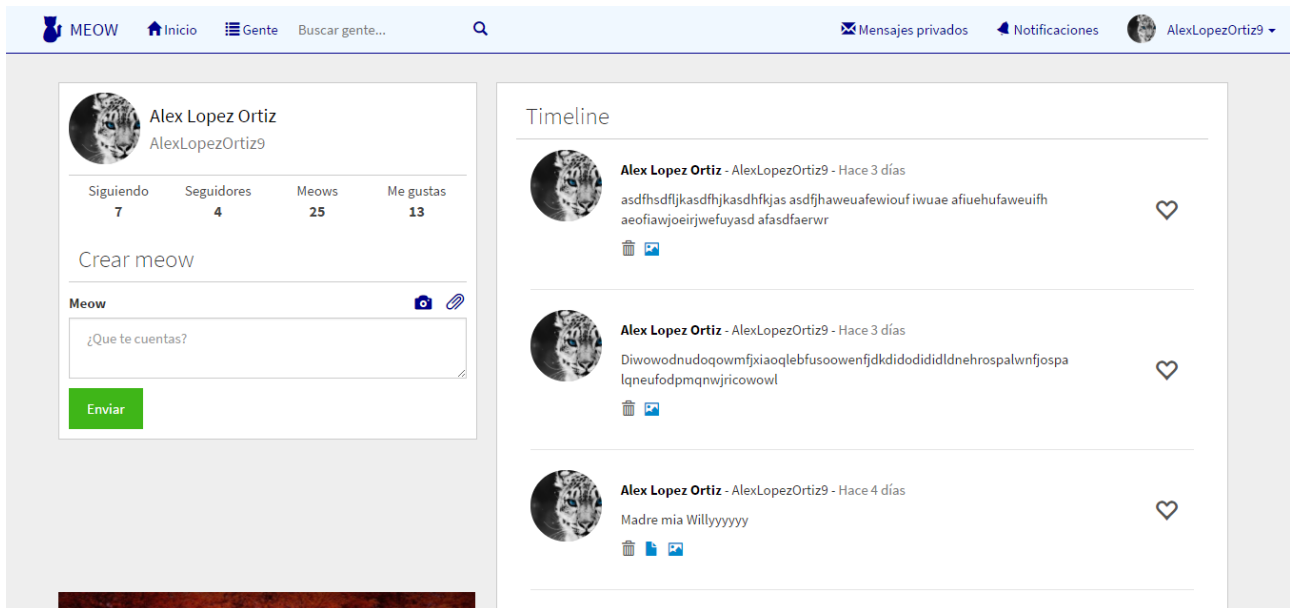 MEOW Inicio Gente Buscar gente... Mensajes privados Notificaciones AlexLopezOrtiz9
Alex Lopez Ortiz
AlexLopezOrtiz9
Siguiendo Seguidores Meows Me gustas
7 4 25 13
Crear meow
Meow
¿Que te cuentas?
Enviar
Timeline
Alex Lopez Ortiz - AlexLopezOrtiz9 - Hace 3 días
asdfhsdfljkasdfhjkasdhfkjas asdfjhaweuafewiouf iwuae afiuehufaweuifh
aeofiawjoeirjwefuyasd afasdfaerwr
Alex Lopez Ortiz - AlexLopezOrtiz9 - Hace 3 días
Diwowodnudoqowmfjxiaoqlebfusoowenfjdkdidodididldnehrospalwnfjospa
lqneufodpmqnwjricowowl
Alex Lopez Ortiz - AlexLopezOrtiz9 - Hace 4 días
Madre mia Willyyyyyy